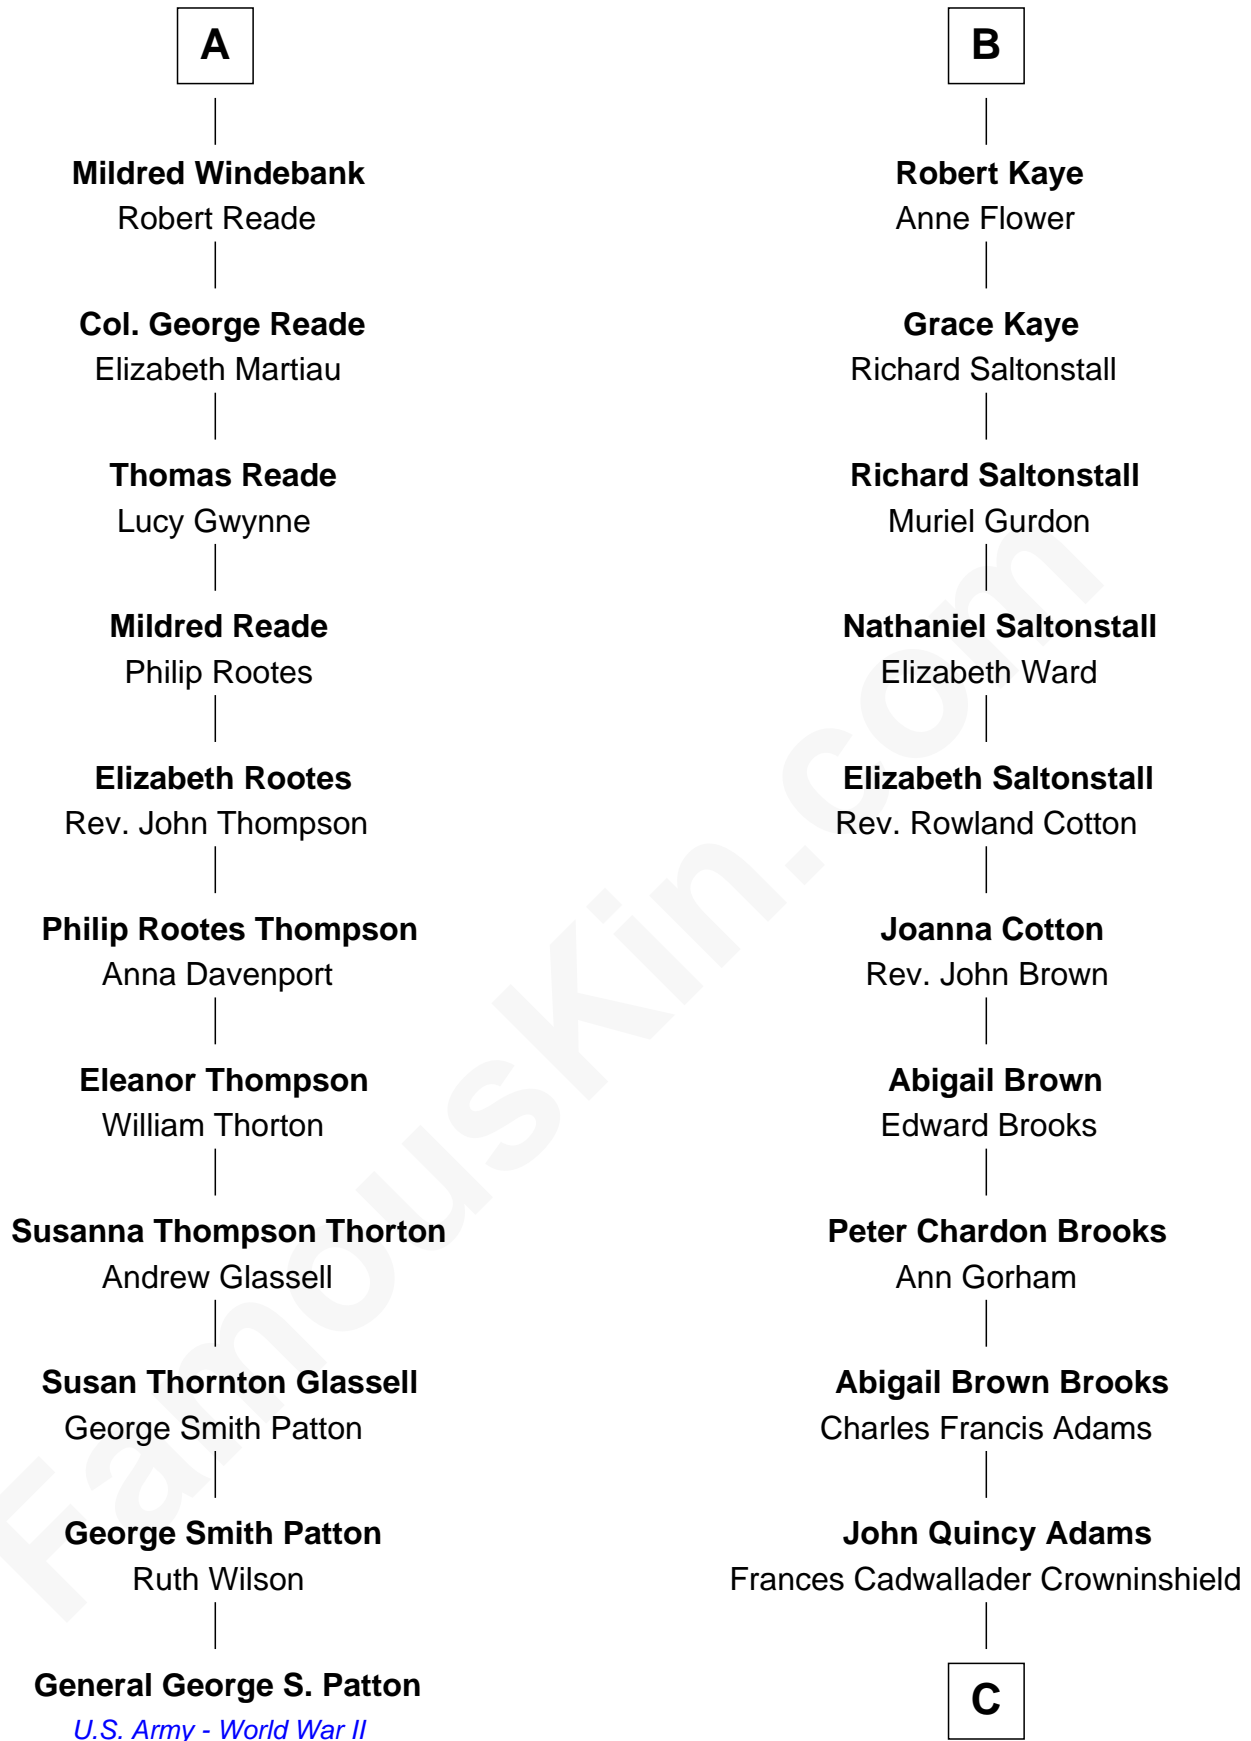 A
Mildred Windebank
Robert Reade
Col. George Reade
Elizabeth Martiau
Thomas Reade
Lucy Gwynne
Mildred Reade
Philip Rootes
Elizabeth Rootes
Rev. John Thompson
Philip Rootes Thompson
Anna Davenport
Eleanor Thompson
William Thorton
Susanna Thompson Thorton
Andrew Glassell
Susan Thornton Glassell
George Smith Patton
George Smith Patton
Ruth Wilson
General George S. Patton
U.S. Army - World War II
B
Robert Kaye
Anne Flower
Grace Kaye
Richard Saltonstall
Richard Saltonstall
Muriel Gurdon
Nathaniel Saltonstall
Elizabeth Ward
Elizabeth Saltonstall
Rev. Rowland Cotton
Joanna Cotton
Rev. John Brown
Abigail Brown
Edward Brooks
Peter Chardon Brooks
Ann Gorham
Abigail Brown Brooks
Charles Francis Adams
John Quincy Adams
Frances Cadwallader Crowninshield
C
FamousKin.com